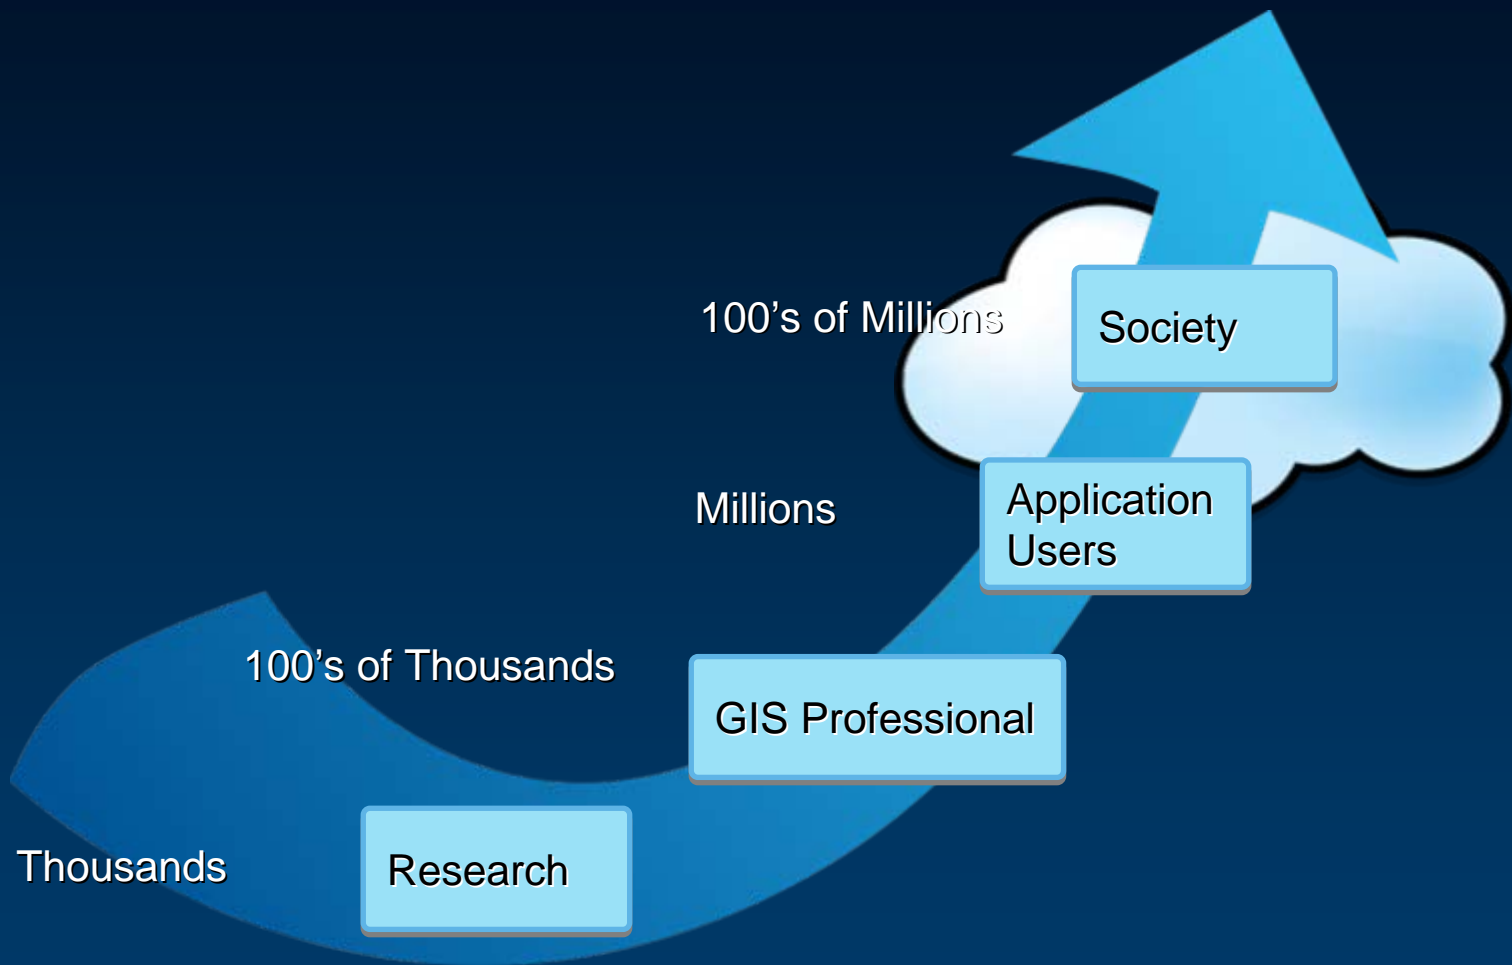 100's of Millions
Society
Millions
Application
Users
100's of Thousands
GIS Professional
Thousands
Research